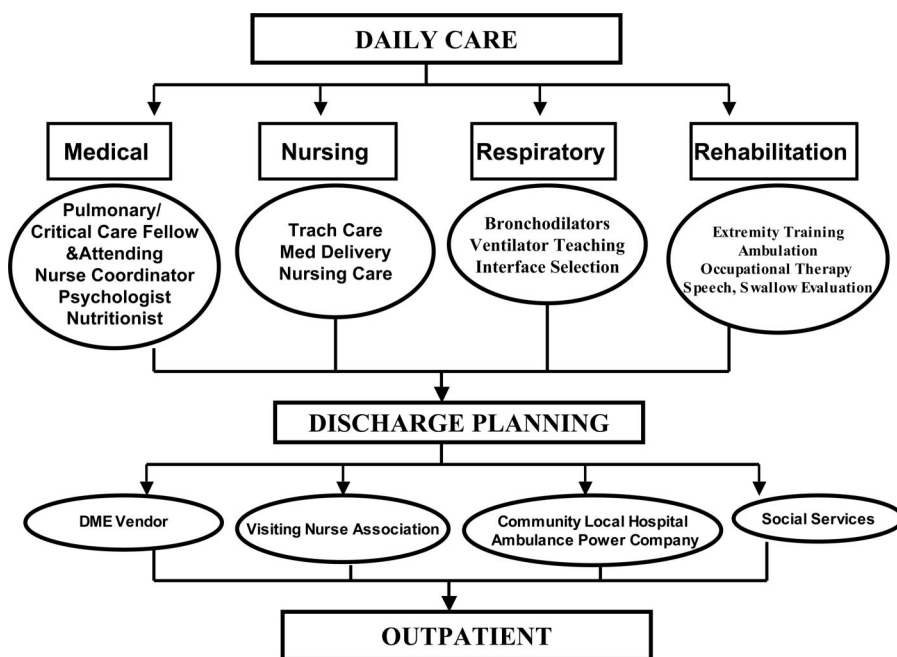 DAILY CARE
Medical
Nursing
Respiratory
Rehabilitation
Pulmonary/
Critical Care Fellow
&Attending
Nurse Coordinator
Psychologist
Nutritionist
Trach Care
Med Delivery
Nursing Care
Bronchodilators
Ventilator Teaching
Interface Selection
Extremity Training
Ambulation
Occupational Therapy
Speech, Swallow Evaluation
DISCHARGE PLANNING
DME Vendor
Visiting Nurse Association
Community Local Hospital
Ambulance Power Company
Social Services
OUTPATIENT